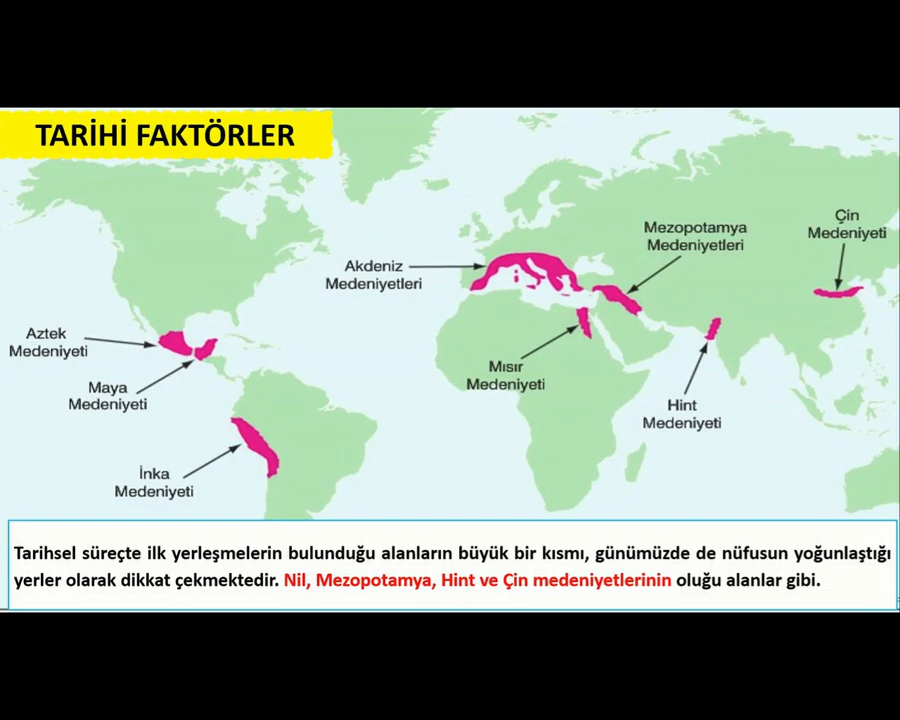 TARİHİ FAKTÖRLER
Çin
Medeniyeti
Mezopotamya
Medeniyetleri
Akdeniz
Medeniyetleri
Aztek
Medeniyeti
Mısır
Medeniyeti
Maya
Medeniyeti
Hint
Medeniyeti
İnka
Medeniyeti
Tarihsel süreçte ilk yerleşmelerin bulunduğu alanların büyük bir kısmı, günümüzde de nüfusun yoğunlaştığı
yerler olarak dikkat çekmektedir. Nil, Mezopotamya, Hint ve Çin medeniyetlerinin oluğu alanlar gibi.